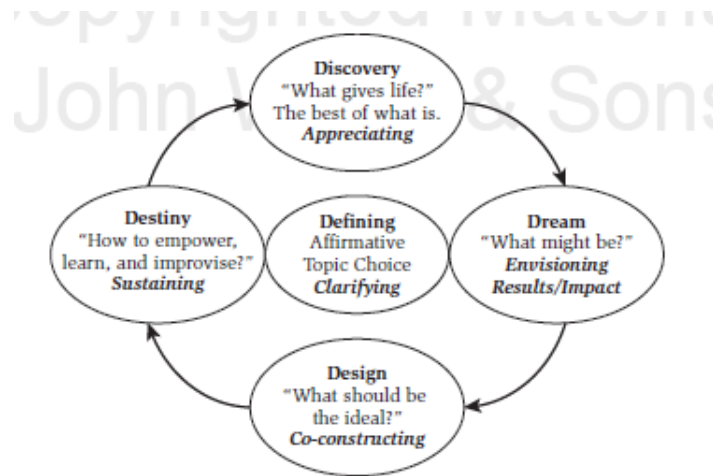 Copyrighted Material
John W & Sons
Discovery
“What gives life?”
The best of what is.
Appreciating
Destiny
“How to empower,
learn, and improvise?”
Sustaining
Defining
Affirmative
Topic Choice
Clarifying
Dream
“What might be?”
Envisioning
Results/Impact
Design
“What should be
the ideal?”
Co-constructing